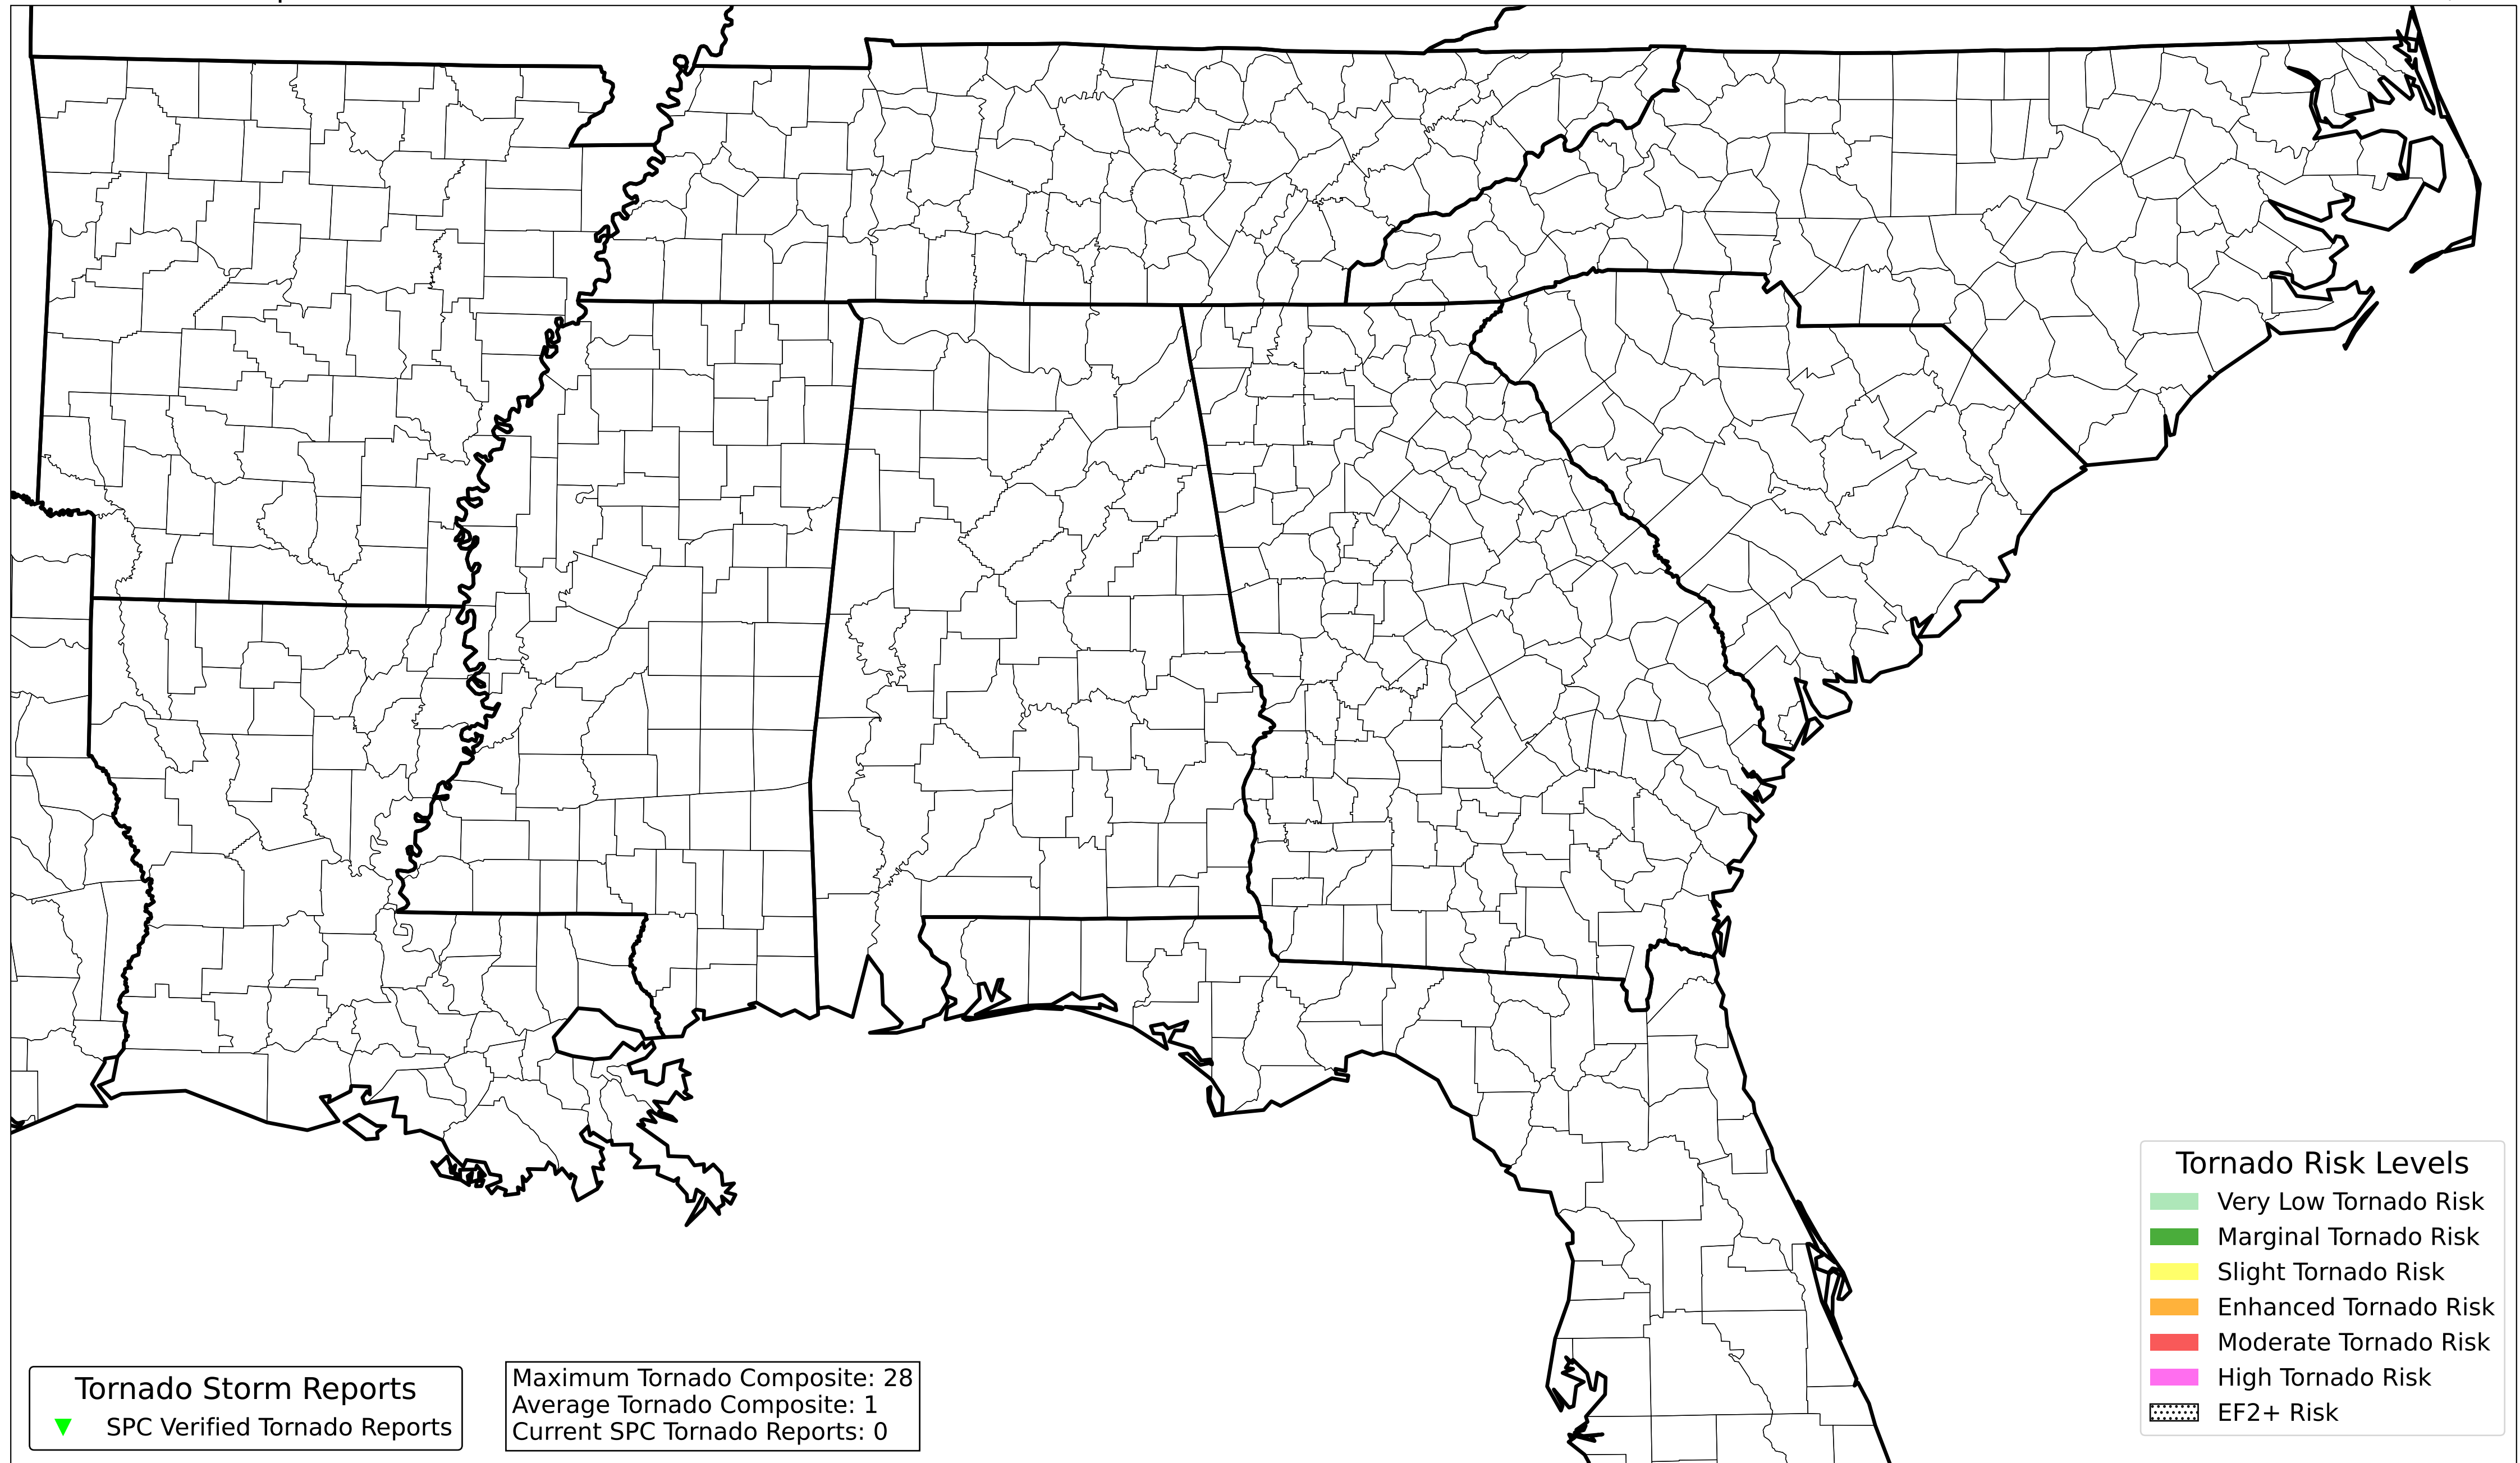 Tornado Risk Levels
Very Low Tornado Risk
Marginal Tornado Risk
Slight Tornado Risk
Enhanced Tornado Risk
Moderate Tornado Risk
High Tornado Risk
EF2+ Risk
Tornado Storm Reports
SPC Verified Tornado Reports
Maximum Tornado Composite: 28
Average Tornado Composite: 1
Current SPC Tornado Reports: 0